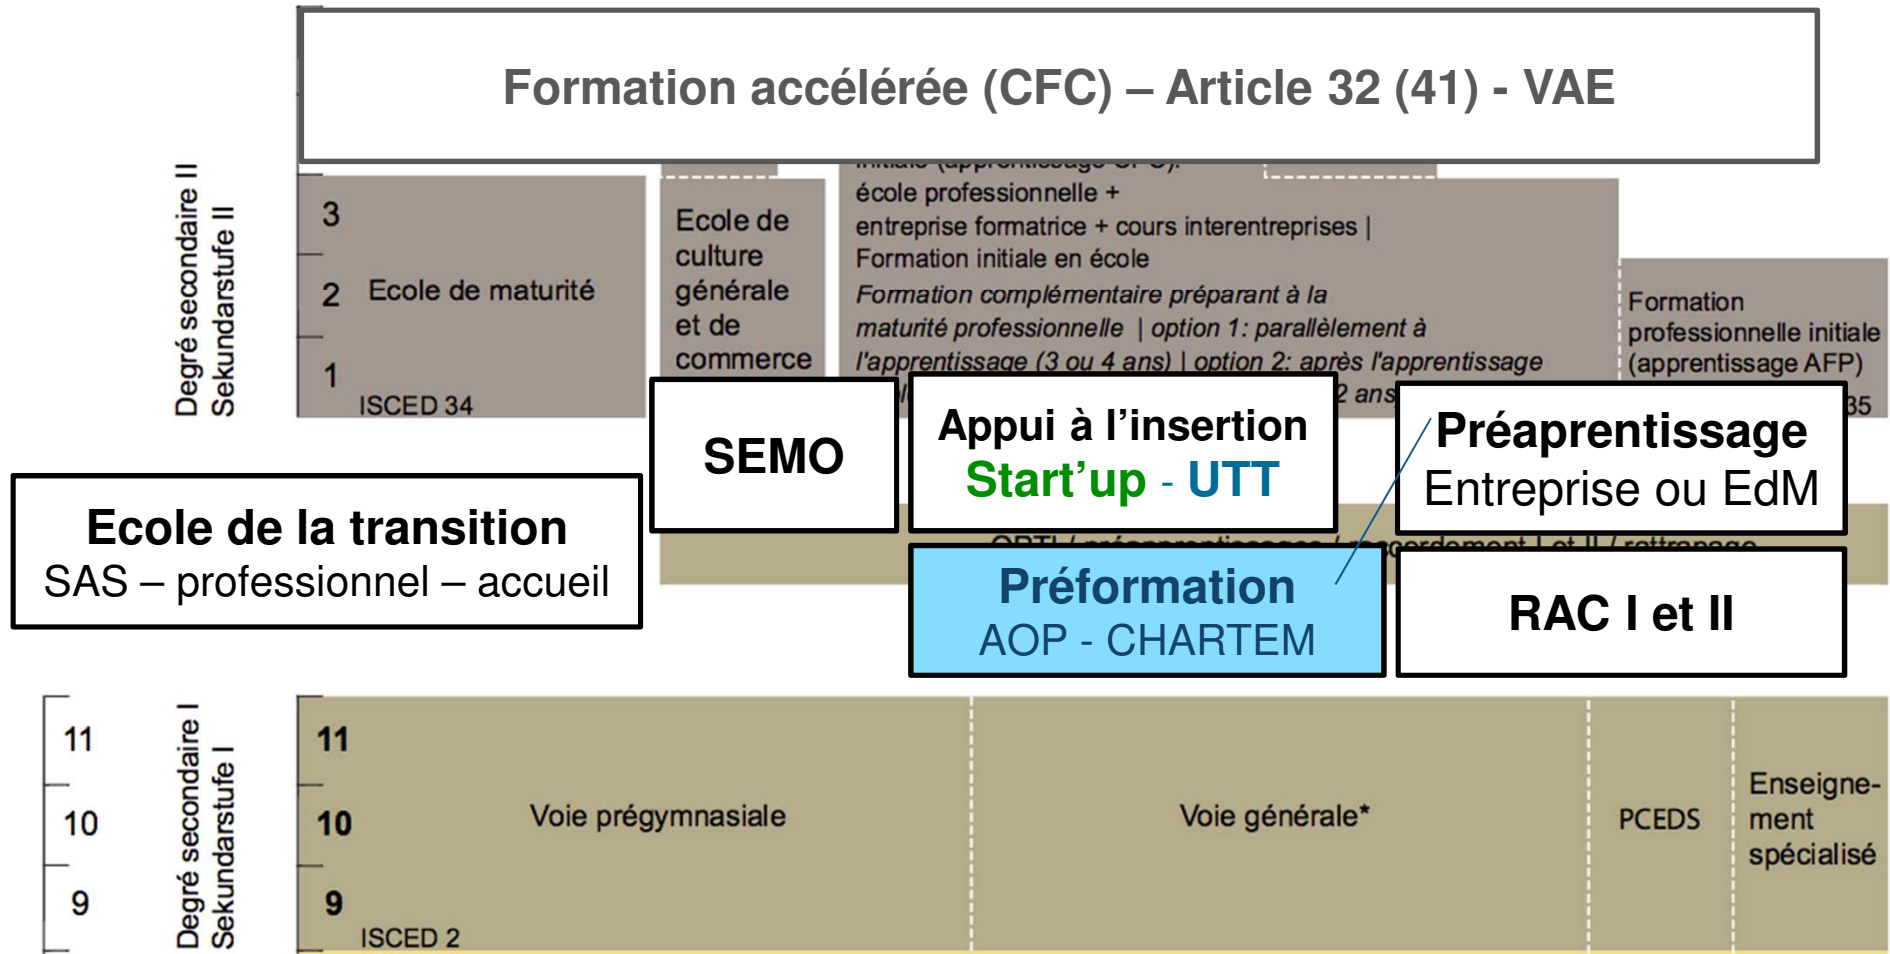 Formation accélérée (CFC) – Article 32 (41) - VAE
Degré secondaire II
Sekundarstufe II
3
2
1
Ecole de maturité
ISCED 34
Ecole de
culture
générale
et de
commerce
école professionnelle +
entreprise formatrice + cours interentreprises |
Formation initiale en école
Formation complémentaire préparant à la
maturité professionnelle | option 1: parallèlement à
l'apprentissage (3 ou 4 ans) | option 2: après l'apprentissage
2 ans
Formation
professionnelle initiale
(apprentissage AFP)
35
SEMO
Appui à l’insertion
Start’up - UTT
Préaprentissage
Entreprise ou EdM
Ecole de la transition
SAS – professionnel – accueil
Préformation
AOP - CHARTEM
RAC I et II
Degré secondaire I
Sekundarstufe I
11
10
9
11
10
9
ISCED 2
Voie prégymnasiale
Voie générale*
PCEDS
Enseigne-
ment
spécialisé